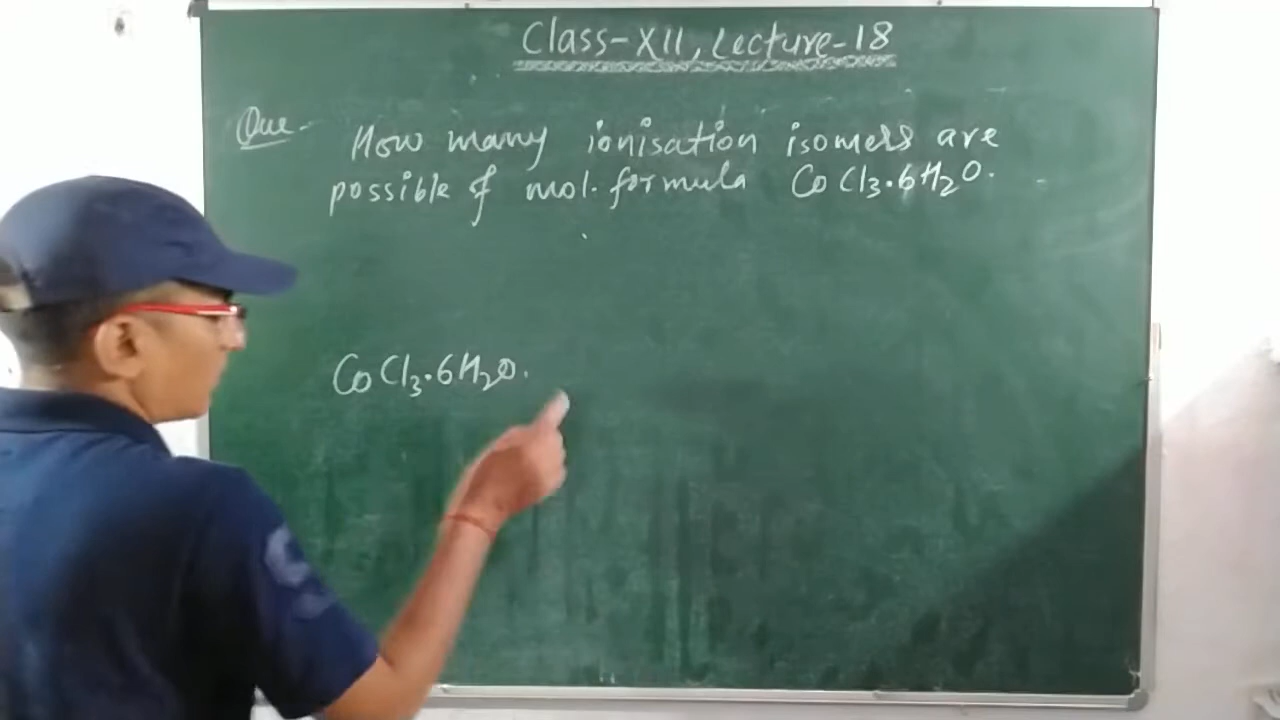 Class-XII, Lecture-18
Que- How many ionisation isomers are
possible of mol. formula CoCl₃.6H₂O.
CoCl₃.6H₂O.